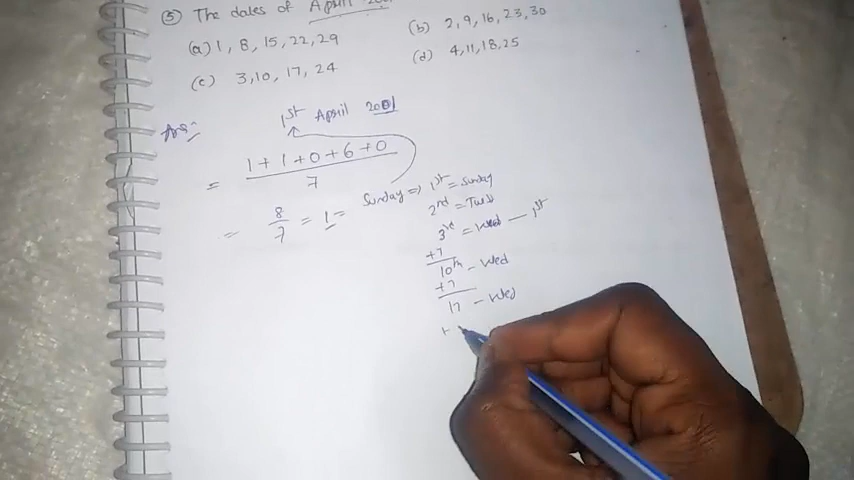 ⑤ The dates of April
(a) 1, 8, 15, 22, 29
(b) 2, 9, 16, 23, 30
(c) 3, 10, 17, 24
(d) 4, 11, 18, 25
Ans:-
1st April 2001
= 1 + 1 + 0 + 6 + 0 / 7
= 8/7 = 1 = Sunday ⇒ 1st = Sunday
2nd = Tues
3rd = Wed — 1st
+7
10th - Wed
+7
17 - Wed
+